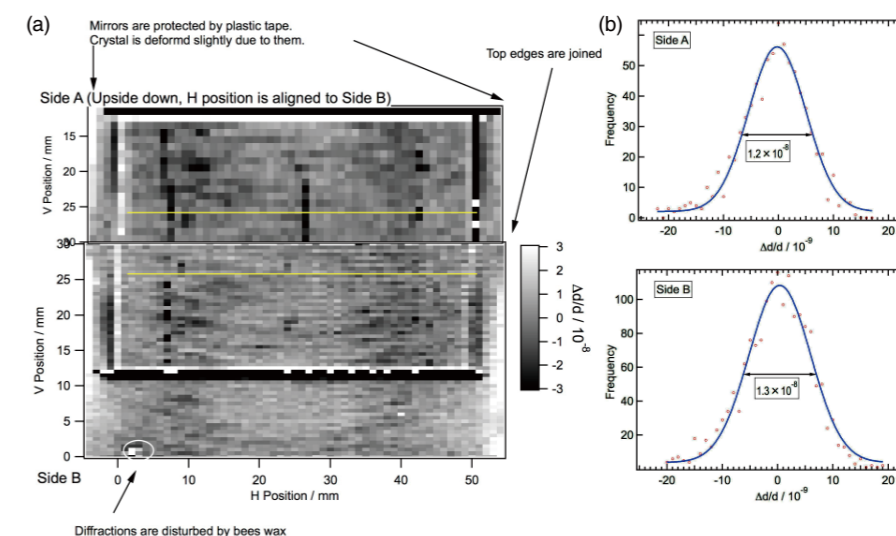 (a)
Mirrors are protected by plastic tape.
Crystal is deformd slightly due to them.
Top edges are joined
Side A (Upside down, H position is aligned to Side B)
V Position / mm
15
20
25
30
30
25
20
15
10
5
0
V Position / mm
3
2
1
0
-1
-2
-3
Δd/d / 10⁻⁸
Side B
0 10 20 30 40 50
H Position / mm
Diffractions are disturbed by bees wax
(b)
Side A
Frequency
50
40
30
20
10
0
1.2×10⁻⁸
-20 -10 0 10 20
Δd/d / 10⁻⁹
Side B
Frequency
100
80
60
40
20
1.3×10⁻⁸
-20 -10 0 10 20
Δd/d / 10⁻⁹